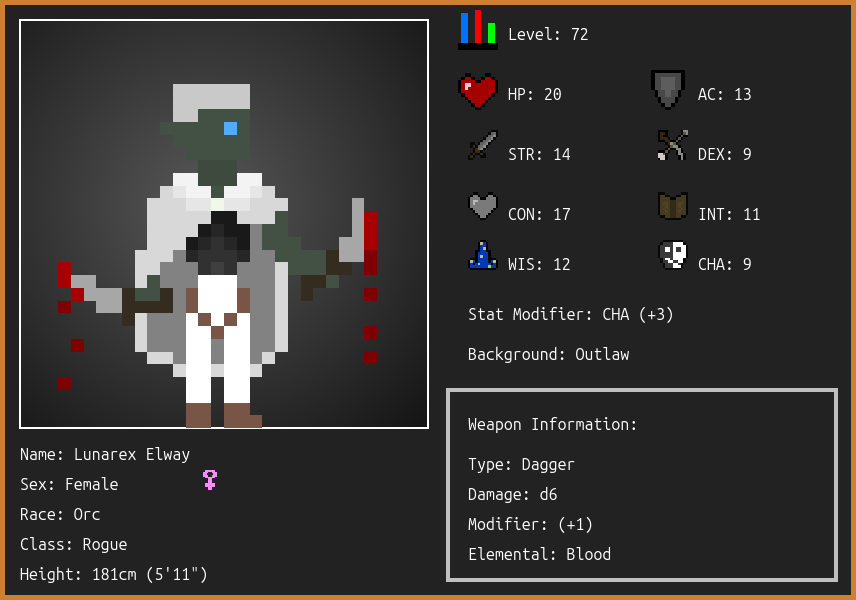 Level: 72
HP: 20
AC: 13
STR: 14
DEX: 9
CON: 17
INT: 11
WIS: 12
CHA: 9
Stat Modifier: CHA (+3)
Background: Outlaw
Weapon Information:
Type: Dagger
Damage: d6
Modifier: (+1)
Elemental: Blood
Name: Lunarex Elway
Sex: Female
Race: Orc
Class: Rogue
Height: 181cm (5'11")